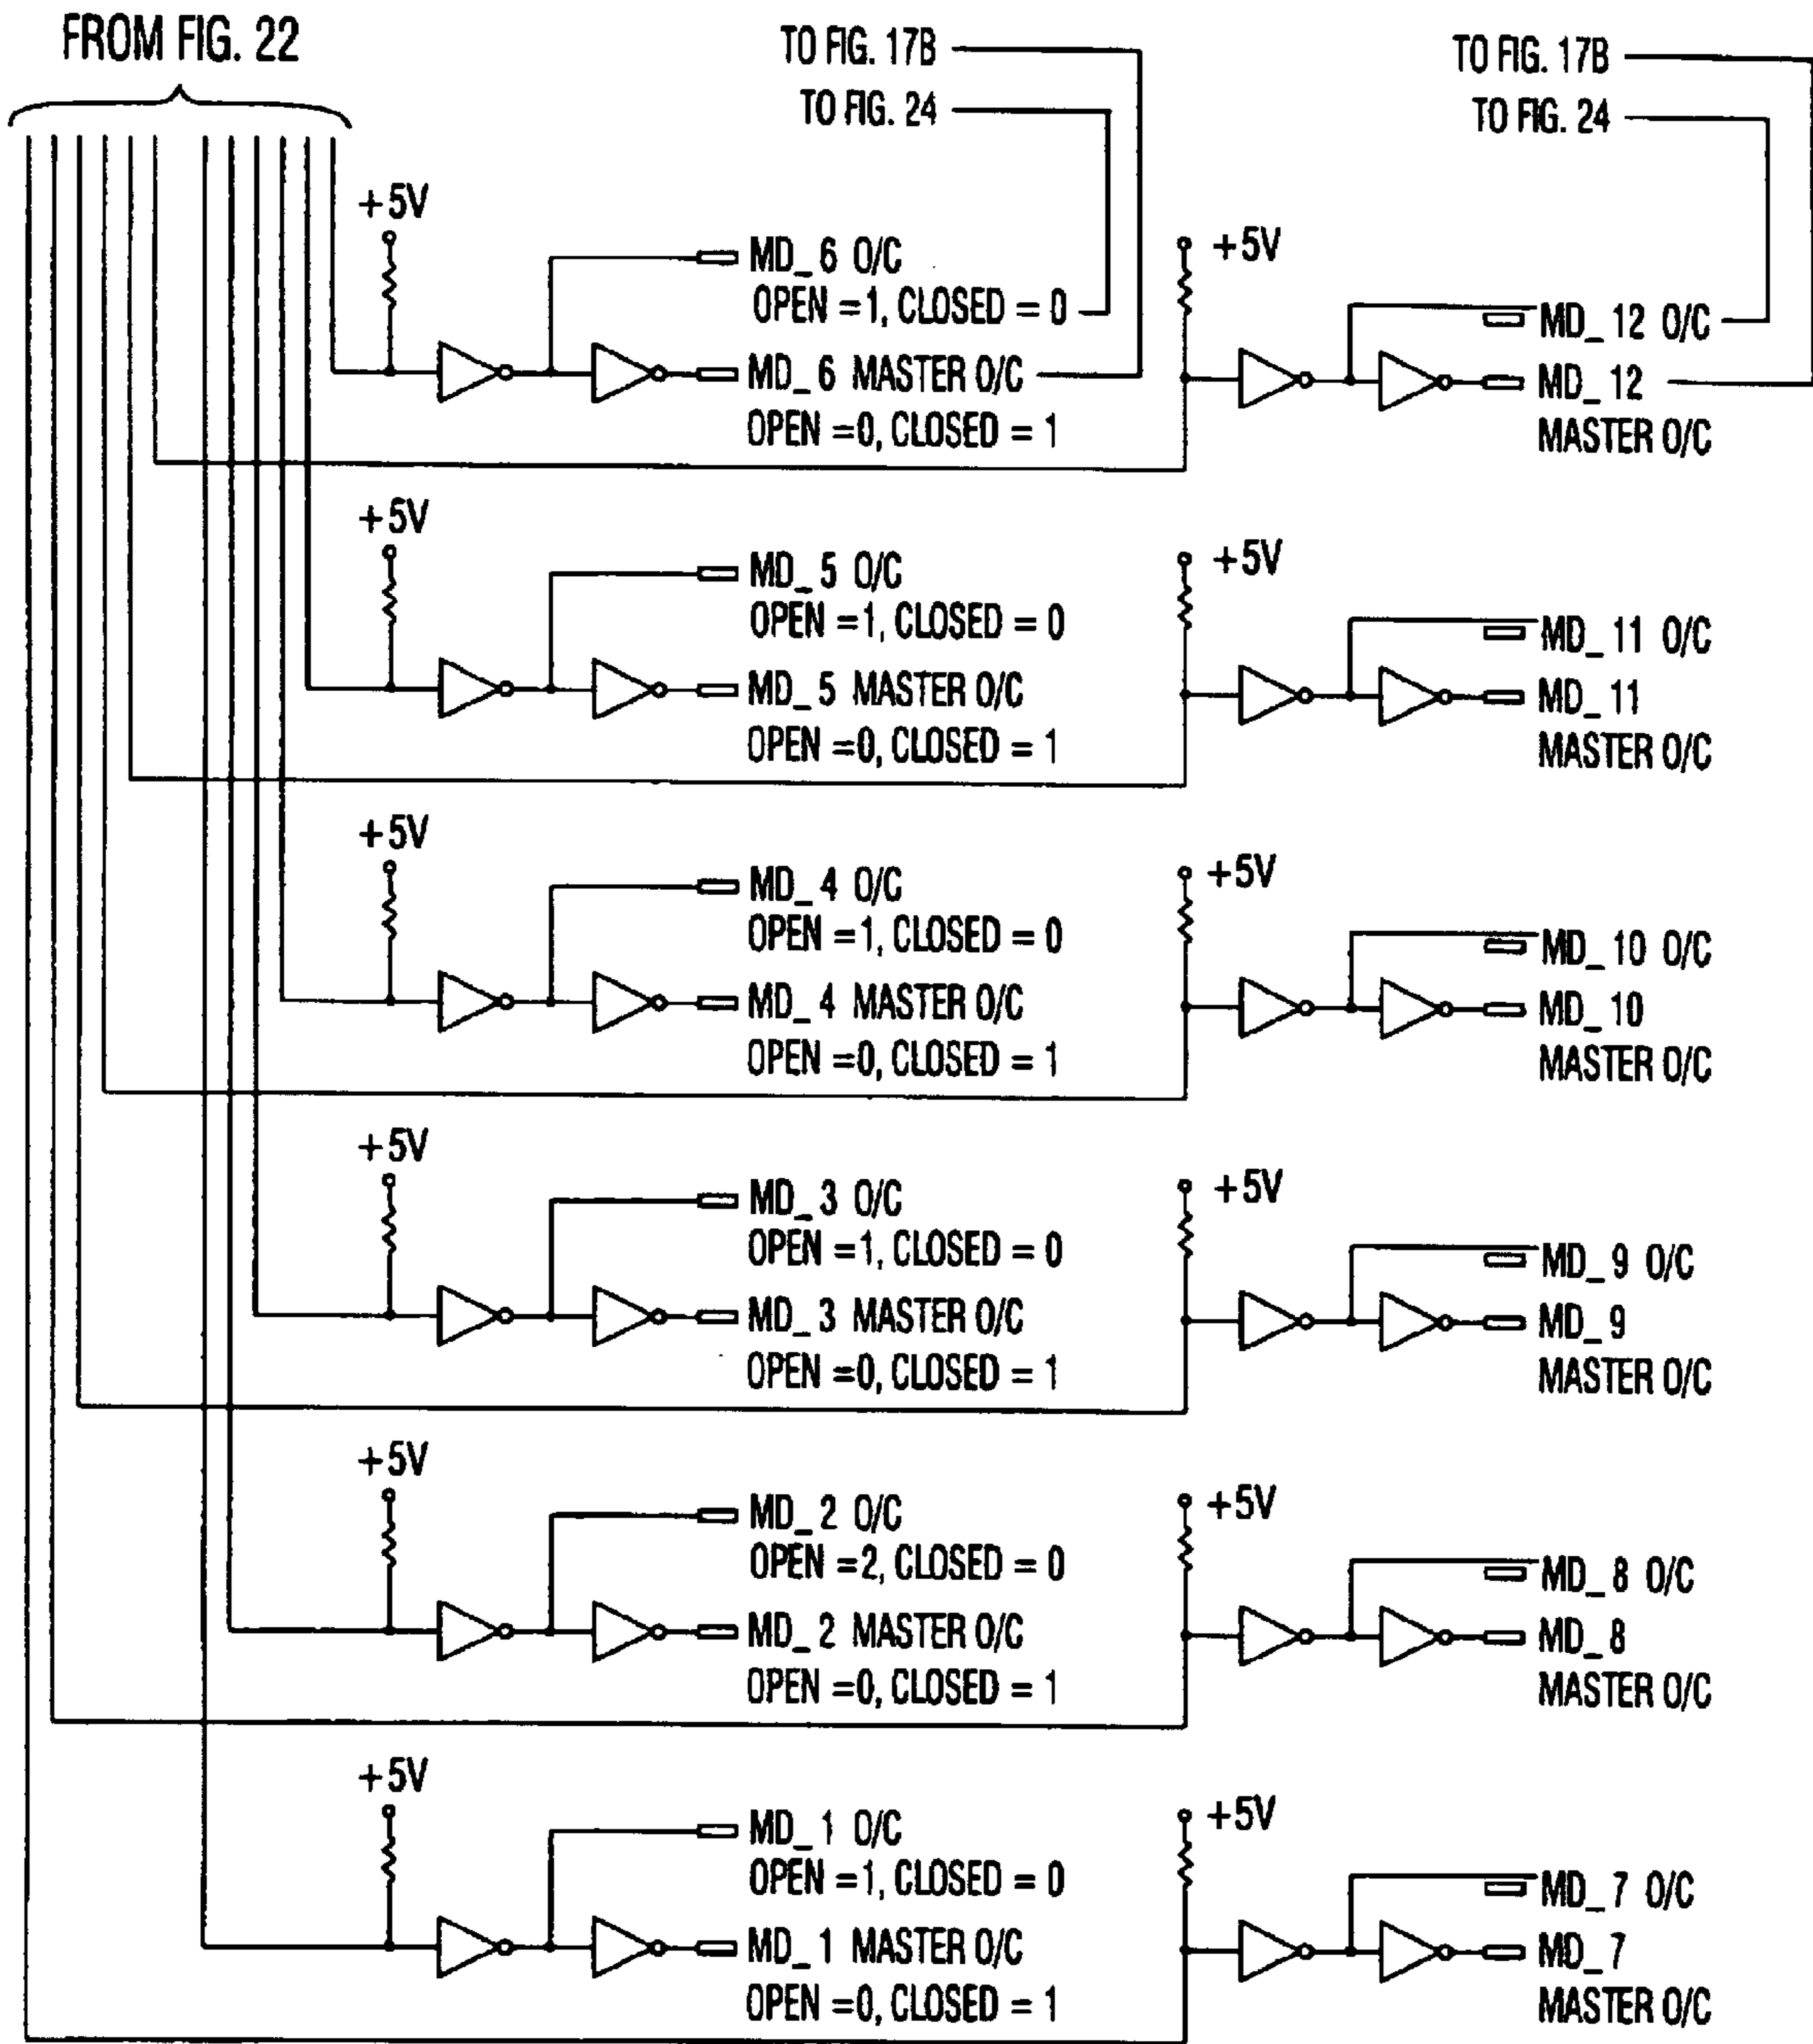 FROM FIG. 22
TO FIG. 17B
TO FIG. 24
TO FIG. 17B
TO FIG. 24
+5V
MD_6 O/C
OPEN =1, CLOSED = 0
MD_6 MASTER O/C
OPEN =0, CLOSED = 1
+5V
MD_12 O/C
MD_12
MASTER O/C
+5V
MD_5 O/C
OPEN =1, CLOSED = 0
MD_5 MASTER O/C
OPEN =0, CLOSED = 1
+5V
MD_11 O/C
MD_11
MASTER O/C
+5V
MD_4 O/C
OPEN =1, CLOSED = 0
MD_4 MASTER O/C
OPEN =0, CLOSED = 1
+5V
MD_10 O/C
MD_10
MASTER O/C
+5V
MD_3 O/C
OPEN =1, CLOSED = 0
MD_3 MASTER O/C
OPEN =0, CLOSED = 1
+5V
MD_9 O/C
MD_9
MASTER O/C
+5V
MD_2 O/C
OPEN =2, CLOSED = 0
MD_2 MASTER O/C
OPEN =0, CLOSED = 1
+5V
MD_8 O/C
MD_8
MASTER O/C
+5V
MD_1 O/C
OPEN =1, CLOSED = 0
MD_1 MASTER O/C
OPEN =0, CLOSED = 1
+5V
MD_7 O/C
MD_7
MASTER O/C